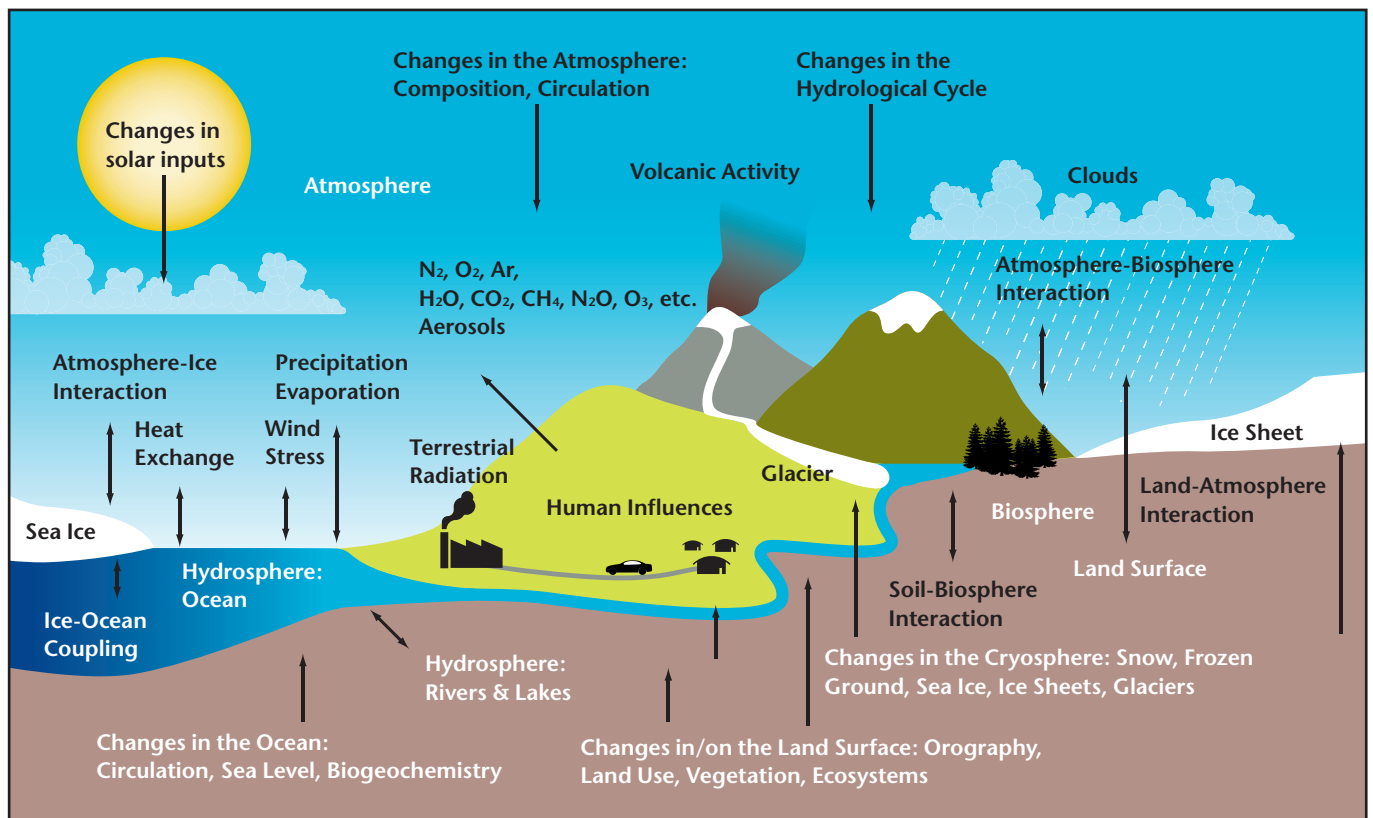 Changes in
solar inputs
Changes in the Atmosphere:
Composition, Circulation
Changes in the
Hydrological Cycle
Atmosphere
Volcanic Activity
Clouds
N₂, O₂, Ar,
H₂O, CO₂, CH₄, N₂O, O₃, etc.
Aerosols
Atmosphere-Biosphere
Interaction
Atmosphere-Ice
Interaction
Precipitation
Evaporation
Heat
Exchange
Wind
Stress
Terrestrial
Radiation
Human Influences
Glacier
Ice Sheet
Land-Atmosphere
Interaction
Biosphere
Sea Ice
Hydrosphere:
Ocean
Land Surface
Ice-Ocean
Coupling
Soil-Biosphere
Interaction
Hydrosphere:
Rivers & Lakes
Changes in the Cryosphere: Snow, Frozen
Ground, Sea Ice, Ice Sheets, Glaciers
Changes in the Ocean:
Circulation, Sea Level, Biogeochemistry
Changes in/on the Land Surface: Orography,
Land Use, Vegetation, Ecosystems